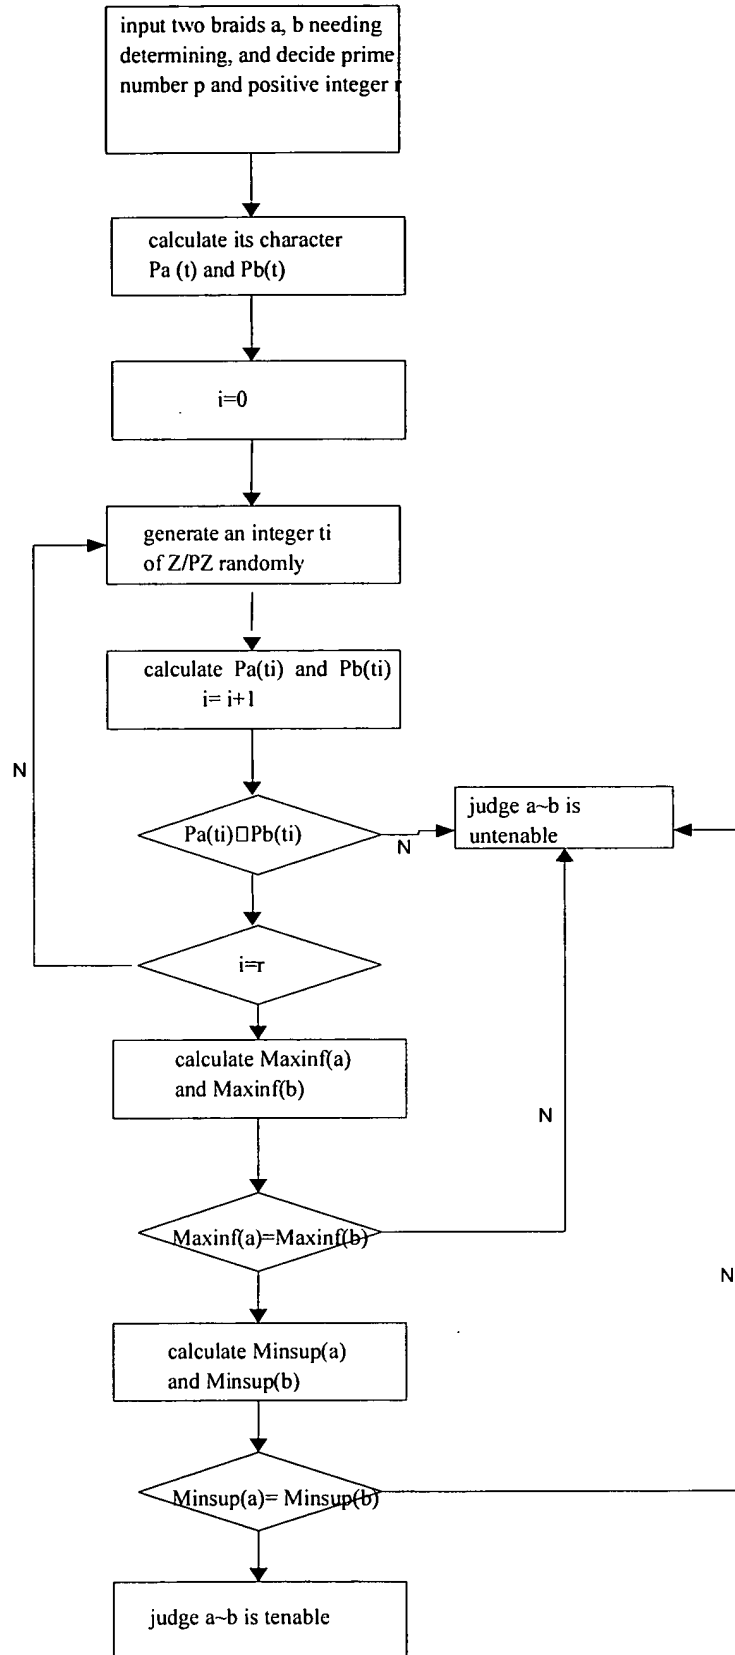 input two braids a, b needing
determining, and decide prime
number p and positive integer r
calculate its character
Pa (t) and Pb(t)
i=0
generate an integer ti
of Z/PZ randomly
calculate Pa(ti) and Pb(ti)
i= i+1
N
Pa(ti)□Pb(ti)
N
judge a~b is
untenable
i=r
calculate Maxinf(a)
and Maxinf(b)
N
Maxinf(a)=Maxinf(b)
N
calculate Minsup(a)
and Minsup(b)
Minsup(a)= Minsup(b)
judge a~b is tenable